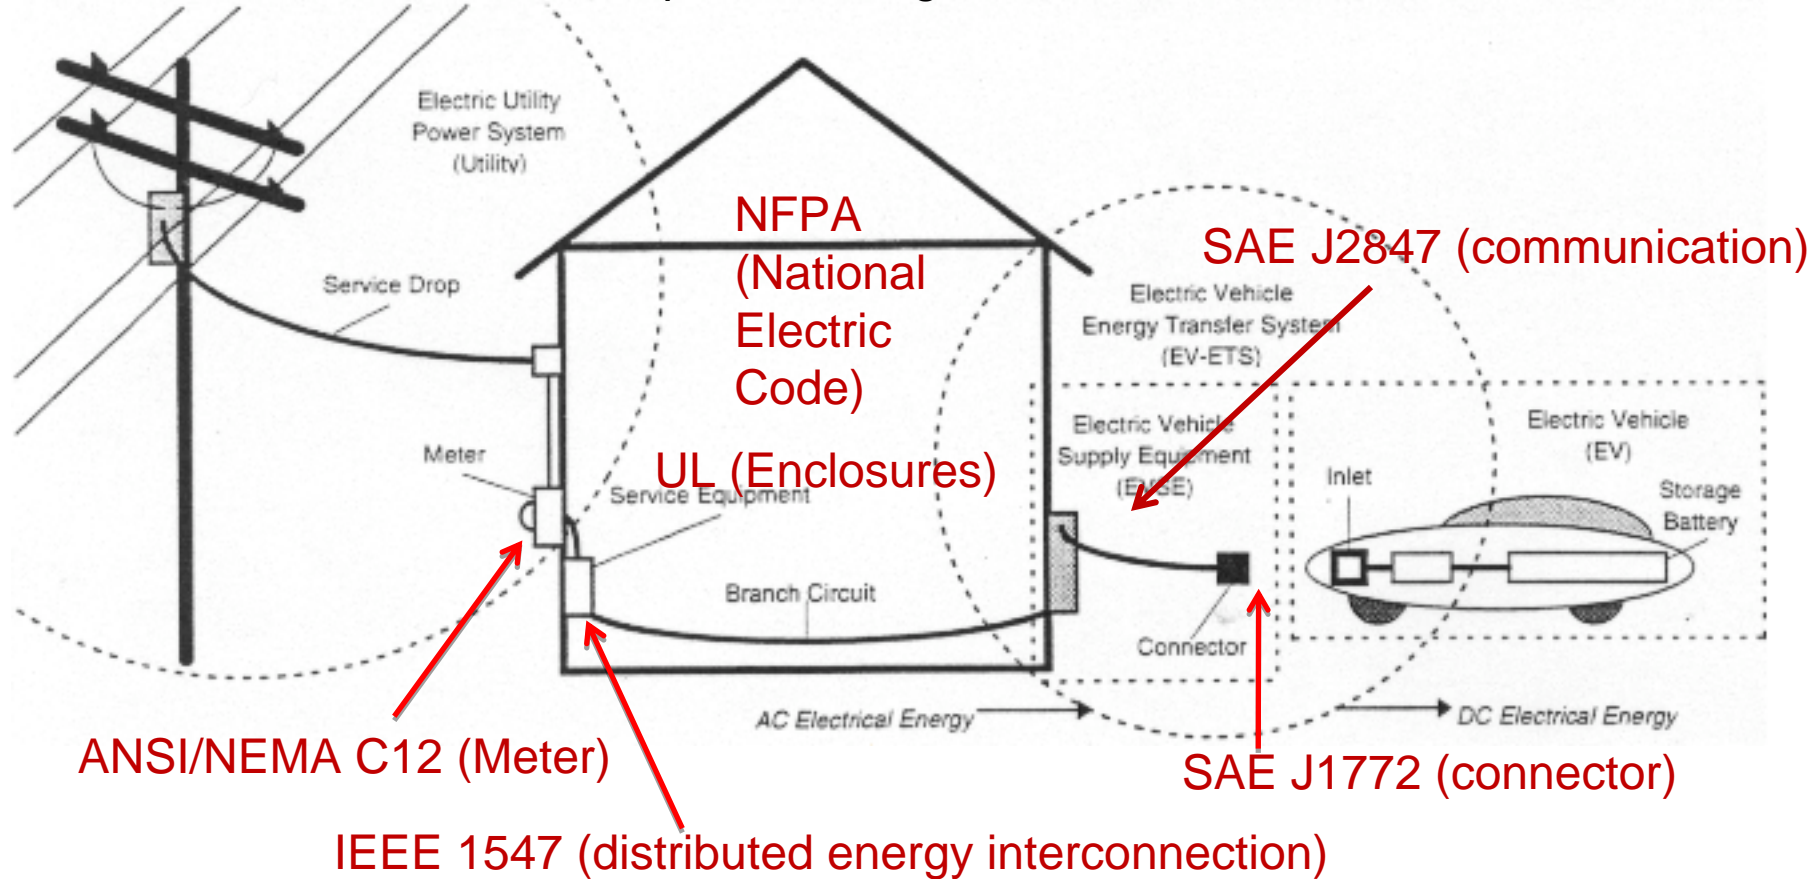 Electric Utility
Power System
(Utility)
NFPA
(National
Electric
Code)
SAE J2847 (communication)
Service Drop
Electric Vehicle
Energy Transfer System
(EV-ETS)
Meter
UL (Enclosures)
Service Equipment
Electric Vehicle
Supply Equipment
(EVSE)
Electric Vehicle
(EV)
Inlet
Storage
Battery
Branch Circuit
Connector
AC Electrical Energy
DC Electrical Energy
ANSI/NEMA C12 (Meter)
SAE J1772 (connector)
IEEE 1547 (distributed energy interconnection)